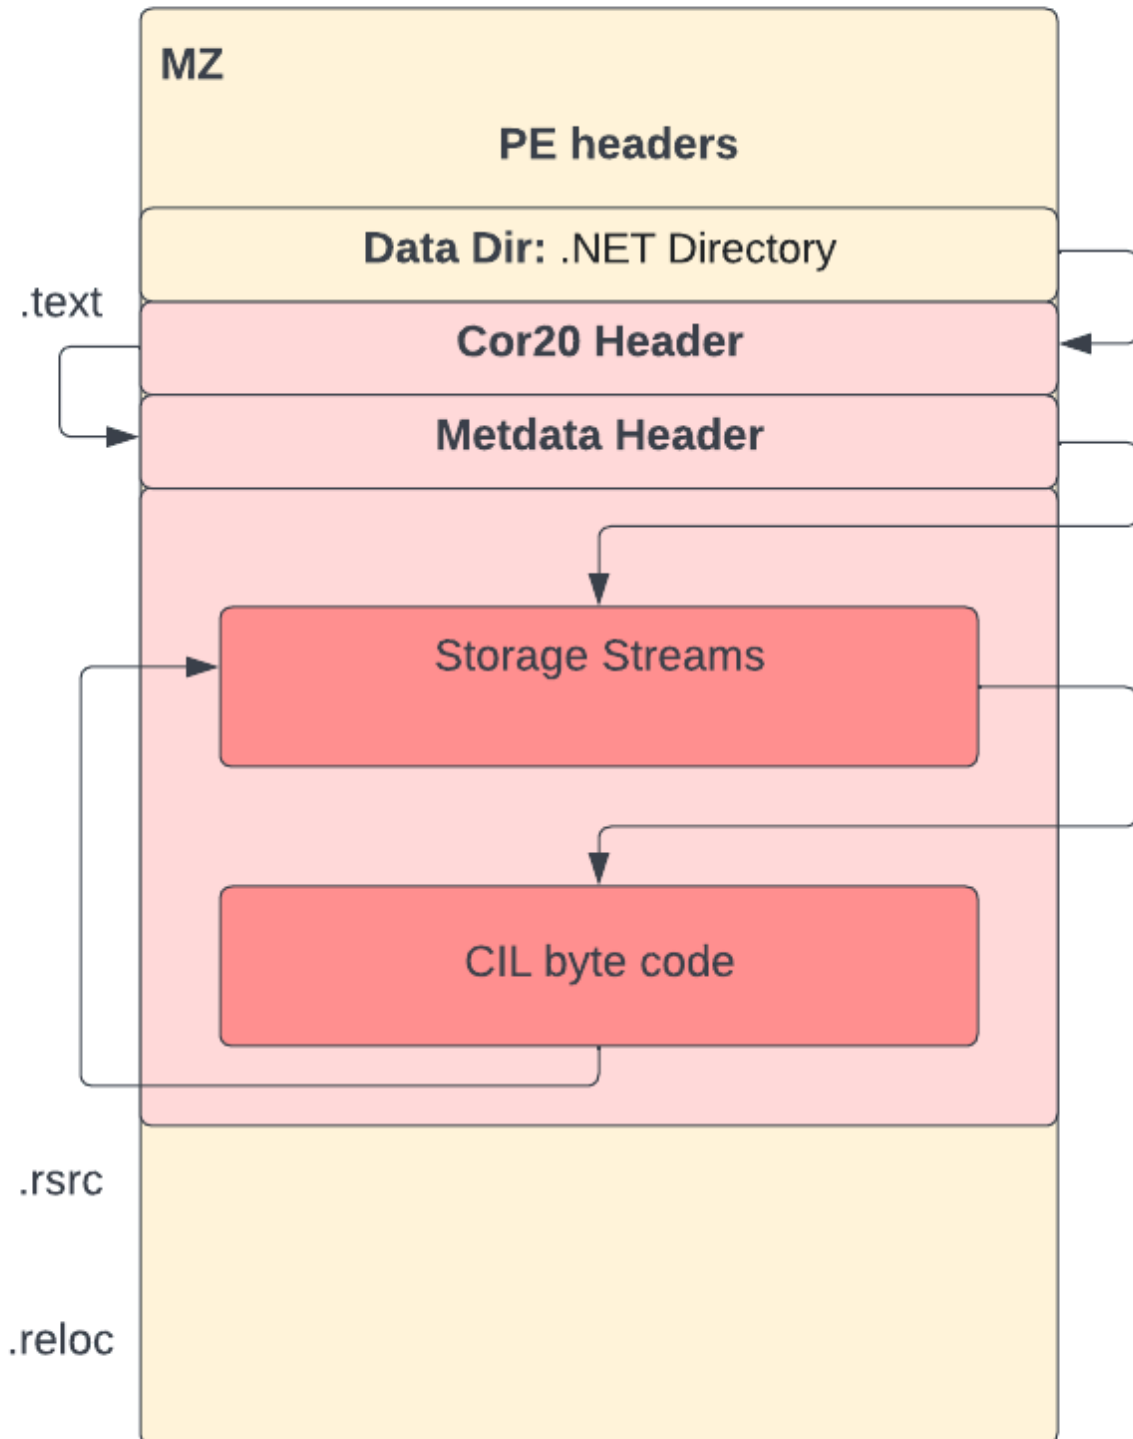 MZ
PE headers
Data Dir: .NET Directory
.text
Cor20 Header
Metdata Header
Storage Streams
CIL byte code
.rsrc
.reloc